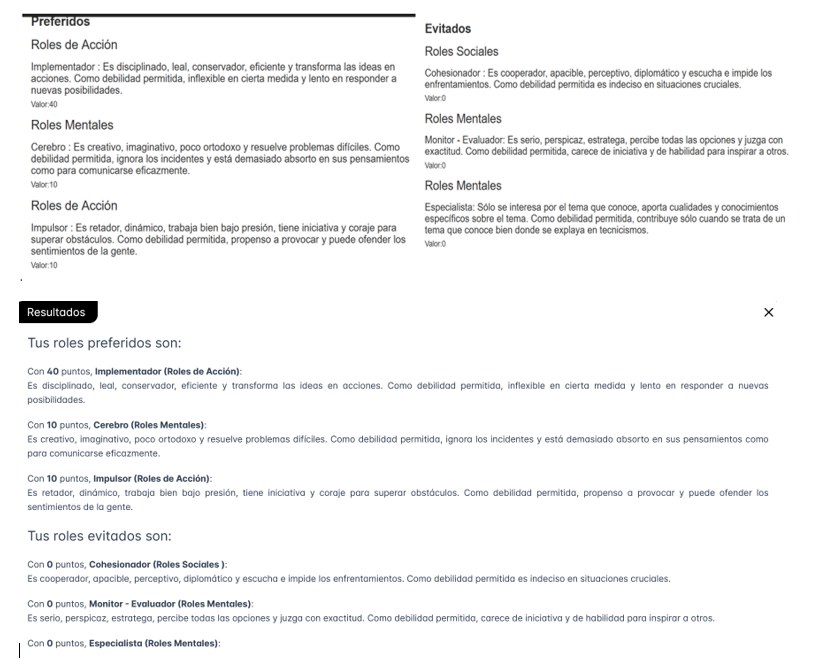 Preferidos
Roles de Acción
Implementador : Es disciplinado, leal, conservador, eficiente y transforma las ideas en
acciones. Como debilidad permitida, inflexible en cierta medida y lento en responder a
nuevas posibilidades.
Valor:40
Roles Mentales
Cerebro : Es creativo, imaginativo, poco ortodoxo y resuelve problemas difíciles. Como
debilidad permitida, ignora los incidentes y está demasiado absorto en sus pensamientos
como para comunicarse eficazmente.
Valor:10
Roles de Acción
Impulsor : Es retador, dinámico, trabaja bien bajo presión, tiene iniciativa y coraje para
superar obstáculos. Como debilidad permitida, propenso a provocar y puede ofender los
sentimientos de la gente.
Valor:10
Evitados
Roles Sociales
Cohesionador : Es cooperador, apacible, perceptivo, diplomático y escucha e impide los
enfrentamientos. Como debilidad permitida es indeciso en situaciones cruciales.
Valor:0
Roles Mentales
Monitor - Evaluador: Es serio, perspicaz, estratega, percibe todas las opciones y juzga con
exactitud. Como debilidad permitida, carece de iniciativa y de habilidad para inspirar a otros.
Valor:0
Roles Mentales
Especialista: Sólo se interesa por el tema que conoce, aporta cualidades y conocimientos
específicos sobre el tema. Como debilidad permitida, contribuye sólo cuando se trata de un
tema que conoce bien donde se explaya en tecnicismos.
Valor:0
Resultados
Tus roles preferidos son:
Con 40 puntos, Implementador (Roles de Acción):
Es disciplinado, leal, conservador, eficiente y transforma las ideas en acciones. Como debilidad permitida, inflexible en cierta medida y lento en responder a nuevas
posibilidades.
Con 10 puntos, Cerebro (Roles Mentales):
Es creativo, imaginativo, poco ortodoxo y resuelve problemas difíciles. Como debilidad permitida, ignora los incidentes y está demasiado absorto en sus pensamientos como
para comunicarse eficazmente.
Con 10 puntos, Impulsor (Roles de Acción):
Es retador, dinámico, trabaja bien bajo presión, tiene iniciativa y coraje para superar obstáculos. Como debilidad permitida, propenso a provocar y puede ofender los
sentimientos de la gente.
Tus roles evitados son:
Con 0 puntos, Cohesionador (Roles Sociales ):
Es cooperador, apacible, perceptivo, diplomático y escucha e impide los enfrentamientos. Como debilidad permitida es indeciso en situaciones cruciales.
Con 0 puntos, Monitor - Evaluador (Roles Mentales):
Es serio, perspicaz, estratega, percibe todas las opciones y juzga con exactitud. Como debilidad permitida, carece de iniciativa y de habilidad para inspirar a otros.
Con 0 puntos, Especialista (Roles Mentales):